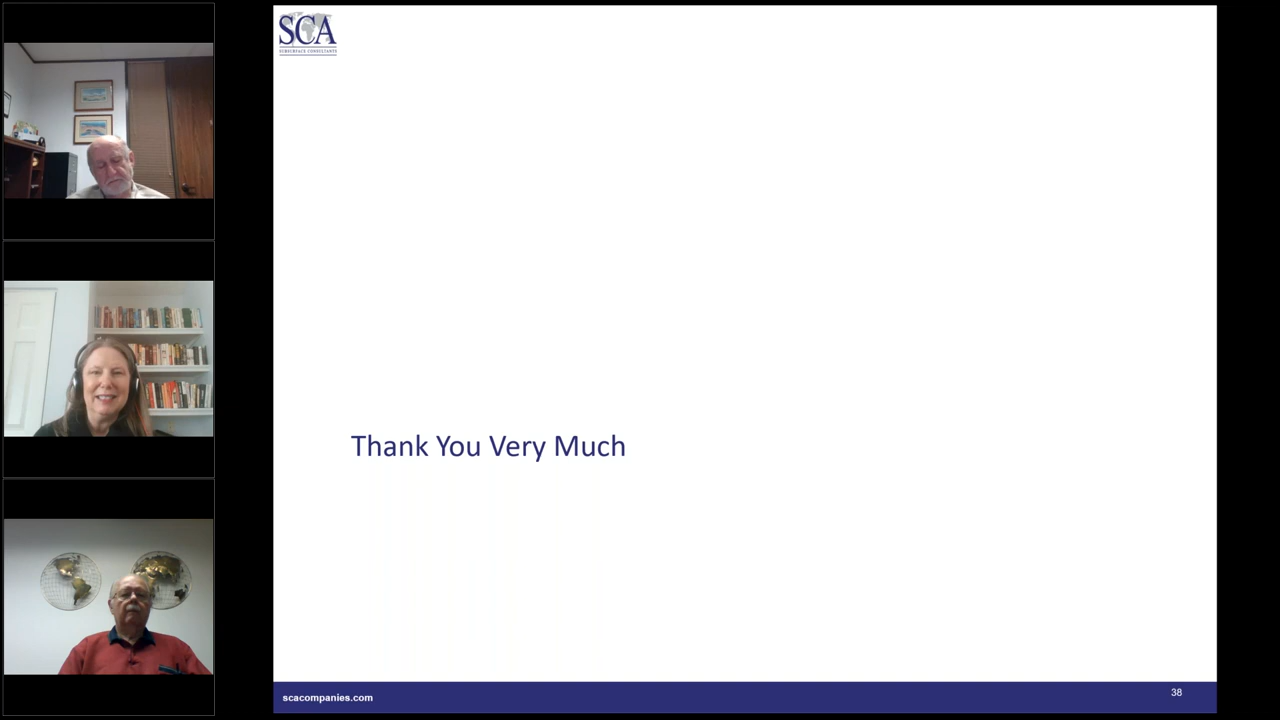 SCA
SUBSURFACE CONSULTANTS
Thank You Very Much
scacompanies.com
38